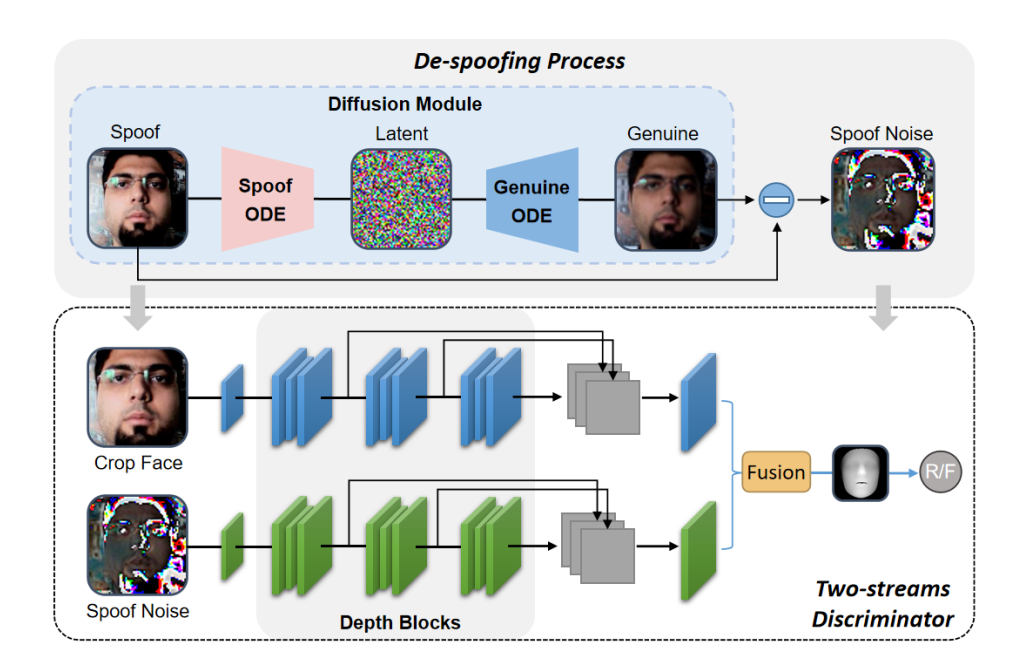 De-spoofing Process
Diffusion Module
Spoof
Latent
Genuine
Spoof Noise
Spoof
ODE
Genuine
ODE
Crop Face
Spoof Noise
Depth Blocks
Fusion
R/F
Two-streams
Discriminator